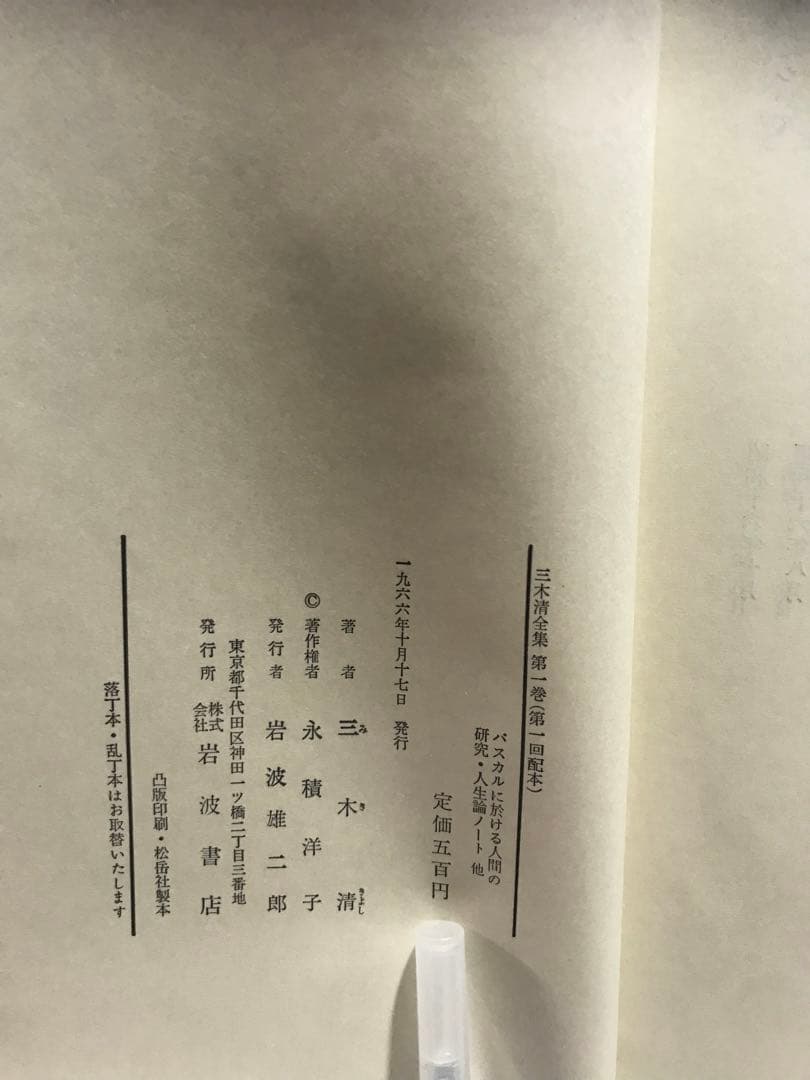 三木清全集 第一巻(第一回配本)
パスカルに於ける人間の
研究・人生論ノート 他
定価五百円
一九六六年十月十七日 発行
著者 三木清
みききよし
©著作権者 永積洋子
発行者 岩波雄二郎
東京都千代田区神田一ツ橋二丁目三番地
発行所 株式会社 岩波書店
凸版印刷・松岳社製本
落丁本・乱丁本はお取替いたします